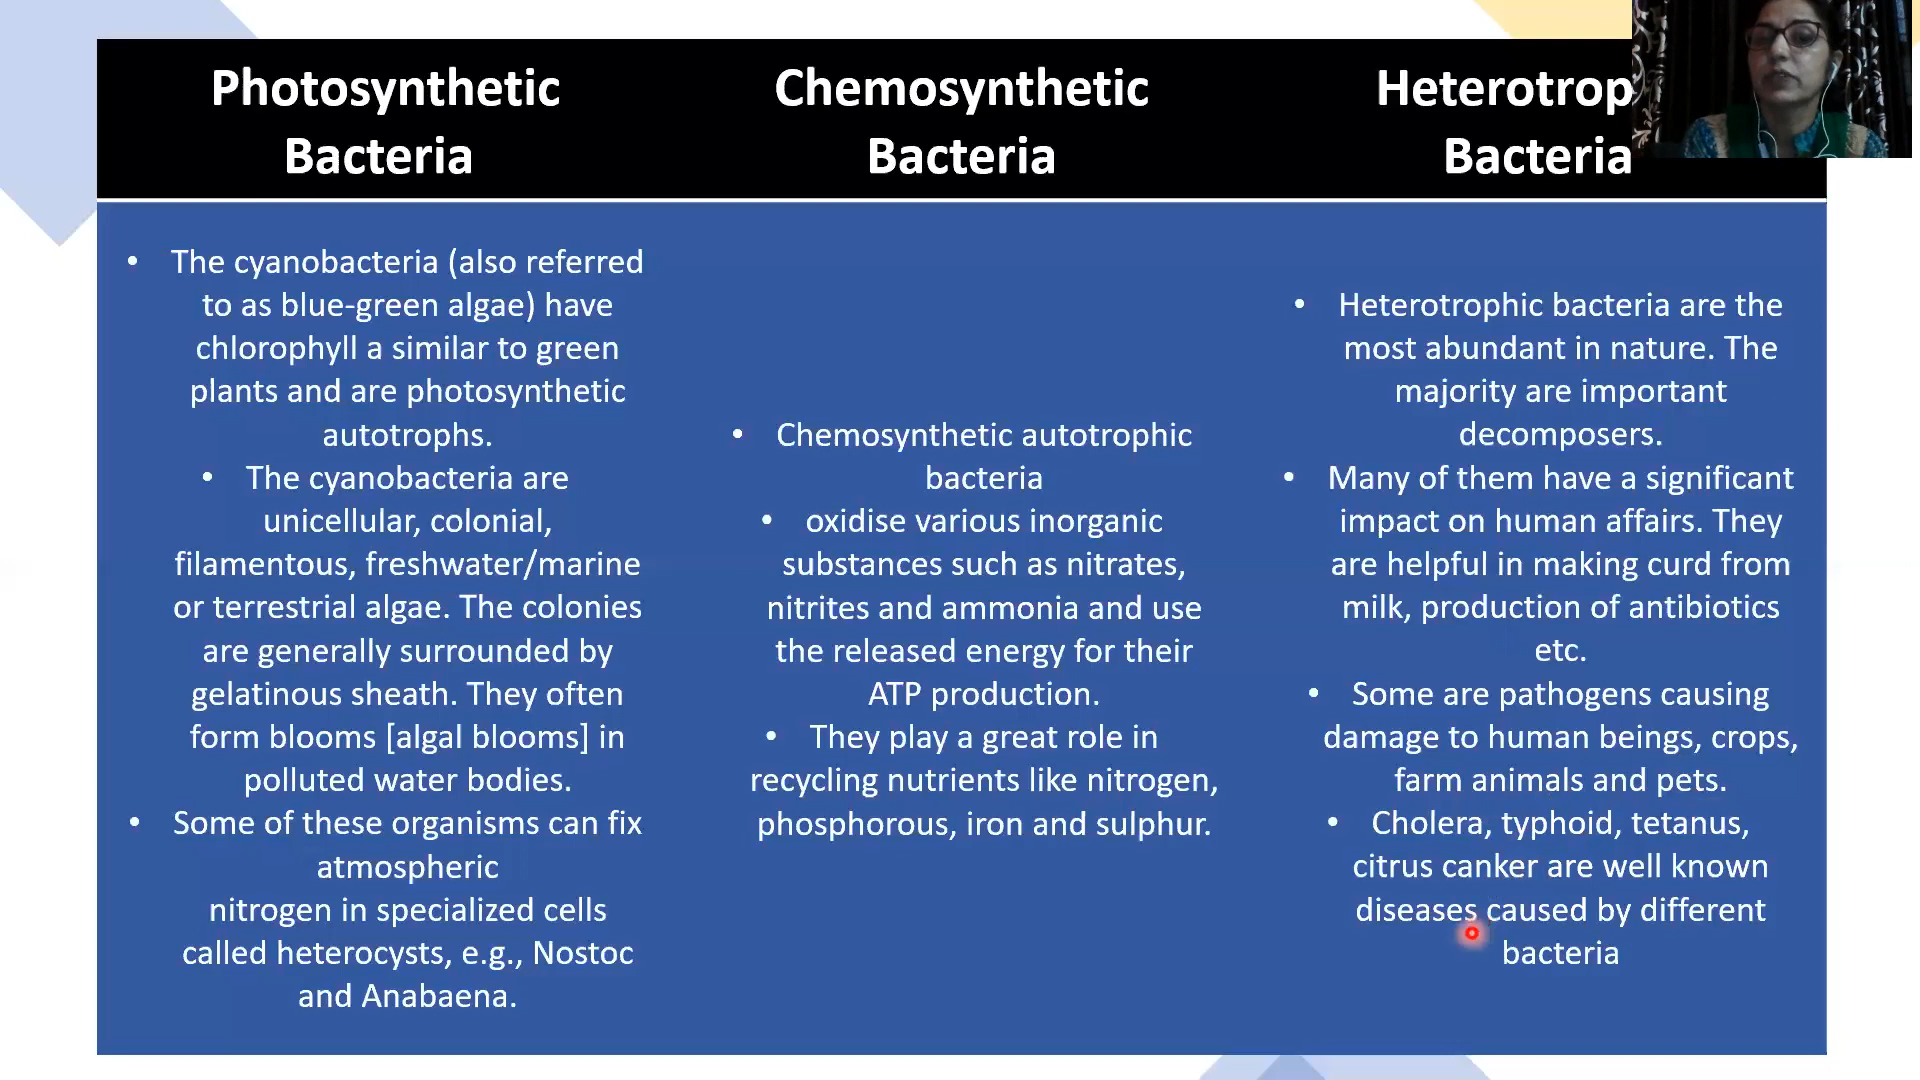 Photosynthetic
Bacteria
Chemosynthetic
Bacteria
Heterotrop
Bacteria
• The cyanobacteria (also referred
to as blue-green algae) have
chlorophyll a similar to green
plants and are photosynthetic
autotrophs.
• The cyanobacteria are
unicellular, colonial,
filamentous, freshwater/marine
or terrestrial algae. The colonies
are generally surrounded by
gelatinous sheath. They often
form blooms [algal blooms] in
polluted water bodies.
• Some of these organisms can fix
atmospheric
nitrogen in specialized cells
called heterocysts, e.g., Nostoc
and Anabaena.
• Chemosynthetic autotrophic
bacteria
• oxidise various inorganic
substances such as nitrates,
nitrites and ammonia and use
the released energy for their
ATP production.
• They play a great role in
recycling nutrients like nitrogen,
phosphorous, iron and sulphur.
• Heterotrophic bacteria are the
most abundant in nature. The
majority are important
decomposers.
• Many of them have a significant
impact on human affairs. They
are helpful in making curd from
milk, production of antibiotics
etc.
• Some are pathogens causing
damage to human beings, crops,
farm animals and pets.
• Cholera, typhoid, tetanus,
citrus canker are well known
diseases caused by different
bacteria